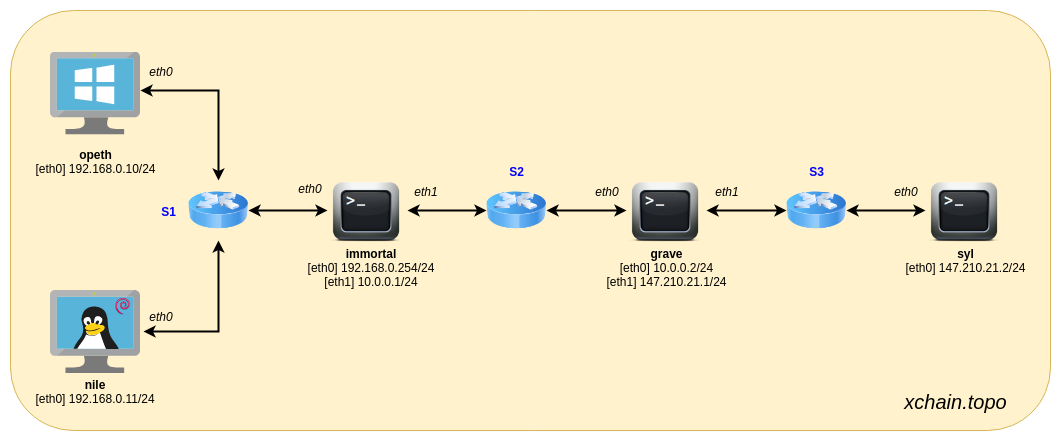 eth0
opeth
[eth0] 192.168.0.10/24
S1
eth0
>_
immortal
[eth0] 192.168.0.254/24
[eth1] 10.0.0.1/24
eth1
S2
eth0
>_
grave
[eth0] 10.0.0.2/24
[eth1] 147.210.21.1/24
eth1
S3
eth0
>_
syl
[eth0] 147.210.21.2/24
eth0
nile
[eth0] 192.168.0.11/24
xchain.topo